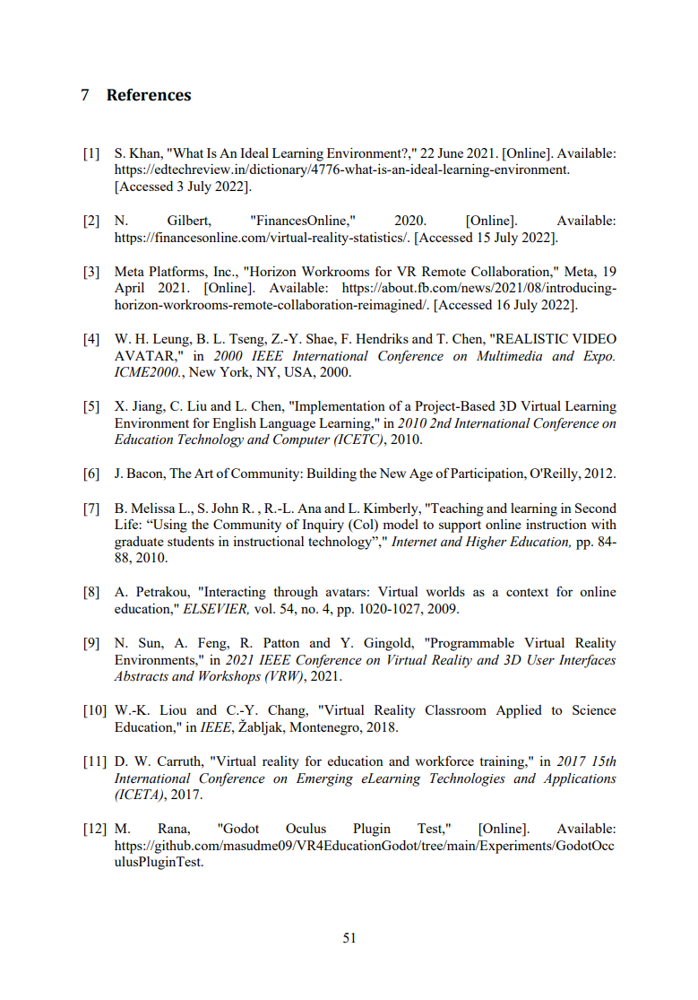 7 References
[1] S. Khan, "What Is An Ideal Learning Environment?," 22 June 2021. [Online]. Available:
https://edtechreview.in/dictionary/4776-what-is-an-ideal-learning-environment.
[Accessed 3 July 2022].
[2] N. Gilbert, "FinancesOnline," 2020. [Online]. Available:
https://financesonline.com/virtual-reality-statistics/. [Accessed 15 July 2022].
[3] Meta Platforms, Inc., "Horizon Workrooms for VR Remote Collaboration," Meta, 19
April 2021. [Online]. Available: https://about.fb.com/news/2021/08/introducing-
horizon-workrooms-remote-collaboration-reimagined/. [Accessed 16 July 2022].
[4] W. H. Leung, B. L. Tseng, Z.-Y. Shae, F. Hendriks and T. Chen, "REALISTIC VIDEO
AVATAR," in 2000 IEEE International Conference on Multimedia and Expo.
ICME2000., New York, NY, USA, 2000.
[5] X. Jiang, C. Liu and L. Chen, "Implementation of a Project-Based 3D Virtual Learning
Environment for English Language Learning," in 2010 2nd International Conference on
Education Technology and Computer (ICETC), 2010.
[6] J. Bacon, The Art of Community: Building the New Age of Participation, O'Reilly, 2012.
[7] B. Melissa L., S. John R. , R.-L. Ana and L. Kimberly, "Teaching and learning in Second
Life: “Using the Community of Inquiry (Col) model to support online instruction with
graduate students in instructional technology”," Internet and Higher Education, pp. 84-
88, 2010.
[8] A. Petrakou, "Interacting through avatars: Virtual worlds as a context for online
education," ELSEVIER, vol. 54, no. 4, pp. 1020-1027, 2009.
[9] N. Sun, A. Feng, R. Patton and Y. Gingold, "Programmable Virtual Reality
Environments," in 2021 IEEE Conference on Virtual Reality and 3D User Interfaces
Abstracts and Workshops (VRW), 2021.
[10] W.-K. Liou and C.-Y. Chang, "Virtual Reality Classroom Applied to Science
Education," in IEEE, Žabljak, Montenegro, 2018.
[11] D. W. Carruth, "Virtual reality for education and workforce training," in 2017 15th
International Conference on Emerging eLearning Technologies and Applications
(ICETA), 2017.
[12] M. Rana, "Godot Oculus Plugin Test," [Online]. Available:
https://github.com/masudme09/VR4EducationGodot/tree/main/Experiments/GodotOcc
ulusPluginTest.
51